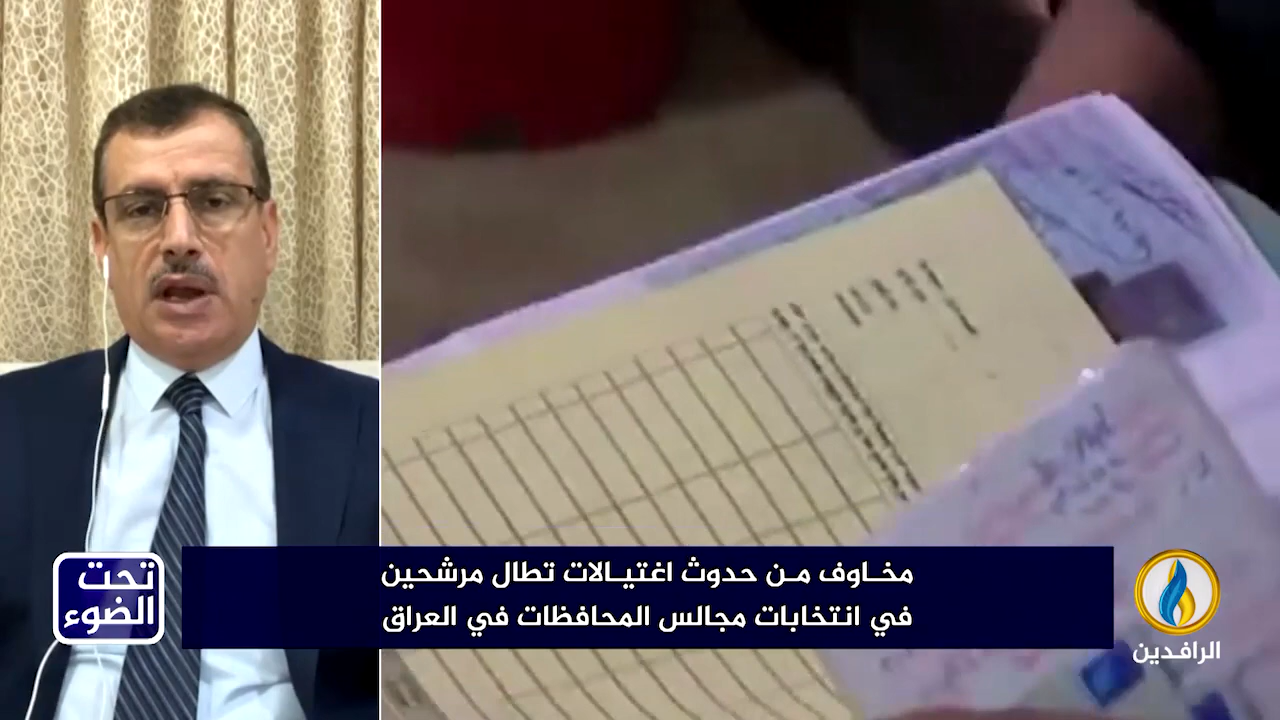 مخاوف من حدوث اغتيالات تطال مرشحين
في انتخابات مجالس المحافظات في العراق
تحت
الضوء
الرافدين